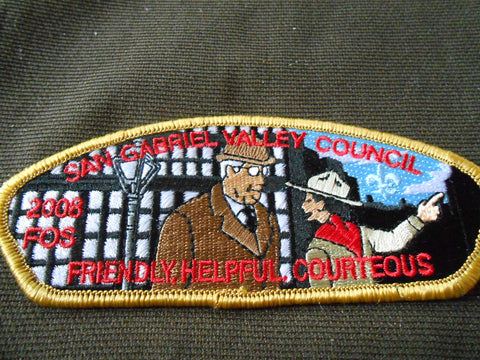 SAN GABRIEL VALLEY COUNCIL
2008
FOS
FRIENDLY, HELPFUL, COURTEOUS